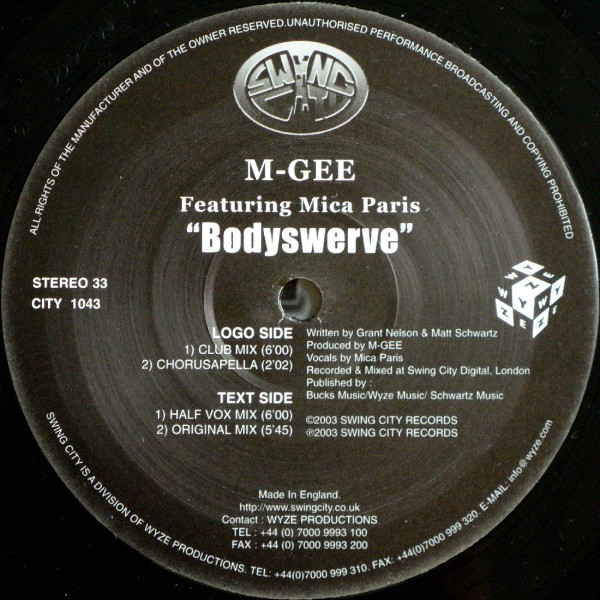 ALL RIGHTS OF THE MANUFACTURER AND OF THE OWNER RESERVED.UNAUTHORISED PERFORMANCE,BROADCASTING AND COPYING PROHIBITED
SWING
CITY
M-GEE
Featuring Mica Paris
“Bodyswerve”
STEREO 33
CITY 1043
WYZE
LOGO SIDE
1) CLUB MIX (6'00)
2) CHORUSAPELLA (2'02)
TEXT SIDE
1) HALF VOX MIX (6'00)
2) ORIGINAL MIX (5'45)
Written by Grant Nelson & Matt Schwartz
Produced by M-GEE
Vocals by Mica Paris
Recorded & Mixed at Swing City Digital, London
Published by :
Bucks Music/Wyze Music/ Schwartz Music
©2003 SWING CITY RECORDS
℗2003 SWING CITY RECORDS
Made In England.
http://www.swingcity.co.uk
Contact : WYZE PRODUCTIONS
TEL : +44 (0) 7000 9993 100
FAX : +44 (0) 7000 9993 200
SWING CITY IS A DIVISION OF WYZE PRODUCTIONS. TEL: +44(0)7000 999 310. FAX: +44(0)7000 999 320. E-MAIL: info@wyze.com